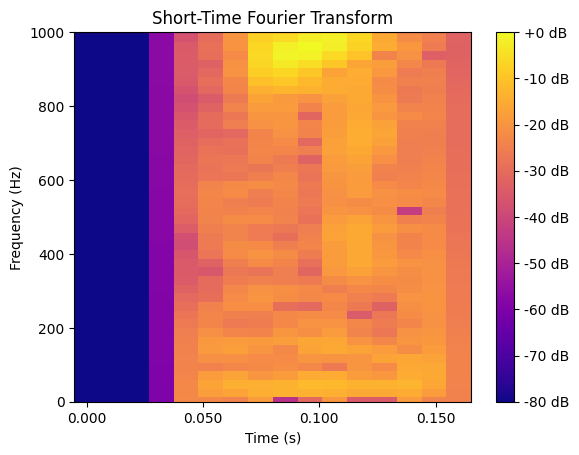 Short-Time Fourier Transform
1000
800
600
400
200
0
Frequency (Hz)
0.000
0.050
0.100
0.150
Time (s)
+0 dB
-10 dB
-20 dB
-30 dB
-40 dB
-50 dB
-60 dB
-70 dB
-80 dB